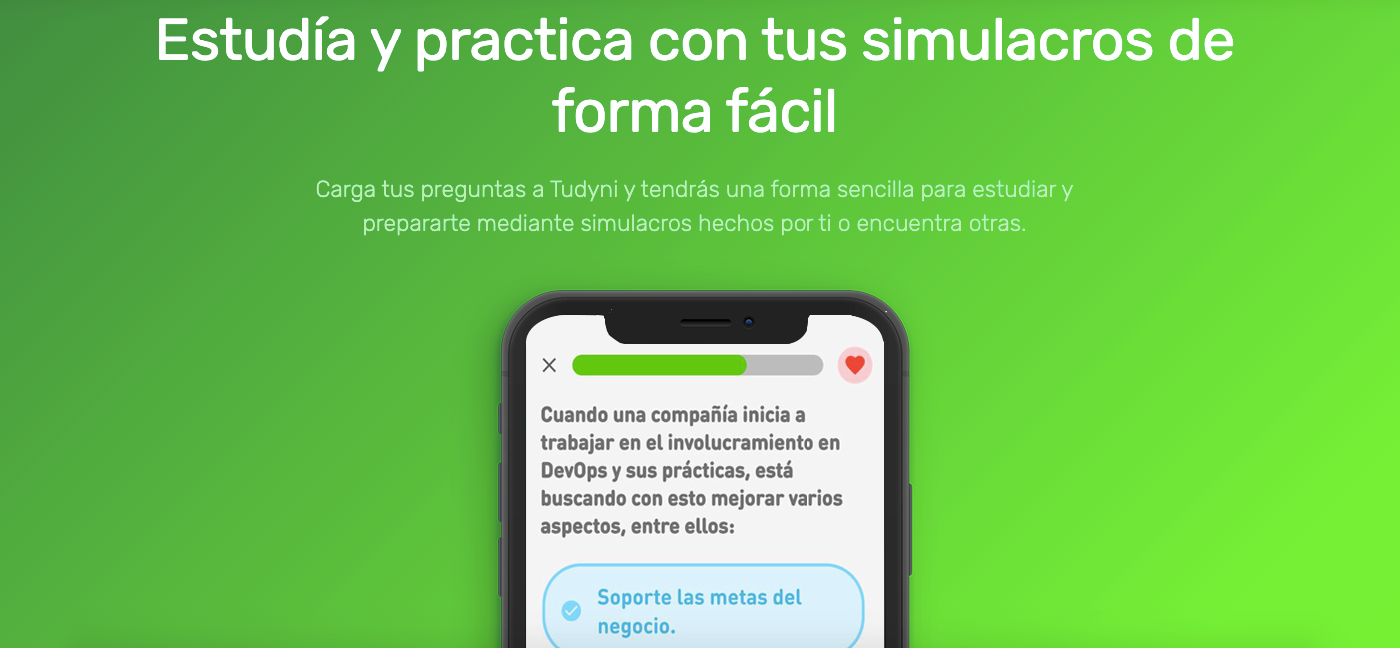 Estudía y practica con tus simulacros de
forma fácil
Carga tus preguntas a Tudyni y tendrás una forma sencilla para estudiar y
prepararte mediante simulacros hechos por ti o encuentra otras.
Cuando una compañía inicia a
trabajar en el involucramiento en
DevOps y sus prácticas, está
buscando con esto mejorar varios
aspectos, entre ellos:
Soporte las metas del
negocio.